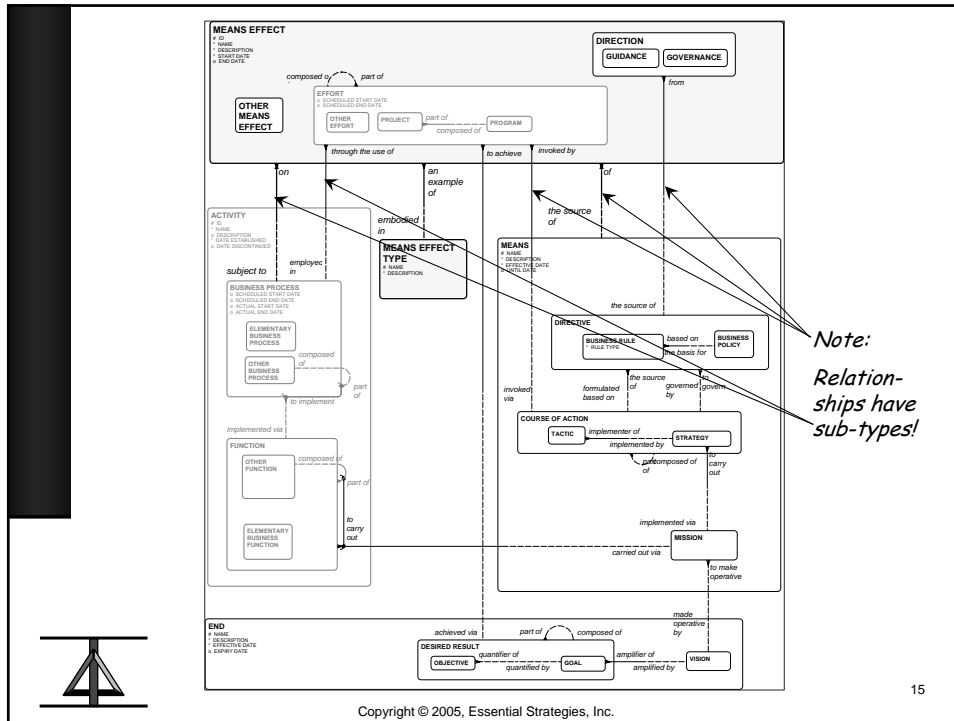 MEANS EFFECT
# ID
* NAME
* DESCRIPTION
* START DATE
o END DATE
DIRECTION
GUIDANCE
GOVERNANCE
from
composed o
part of
EFFORT
o SCHEDULED START DATE
o SCHEDULED END DATE
OTHER
MEANS
EFFECT
OTHER
EFFORT
PROJECT
part of
composed of
PROGRAM
through the use of
to achieve
invoked by
on
an
example
of
of
ACTIVITY
# ID
* NAME
o DESCRIPTION
* DATE ESTABLISHED
o DATE DISCONTINUED
embodied
in
the source
of
MEANS EFFECT
TYPE
# NAME
* DESCRIPTION
MEANS
# NAME
* DESCRIPTION
* EFFECTIVE DATE
o UNTIL DATE
subject to
employed
in
BUSINESS PROCESS
o SCHEDULED START DATE
o SCHEDULED END DATE
o ACTUAL START DATE
o ACTUAL END DATE
ELEMENTARY
BUSINESS
PROCESS
OTHER
BUSINESS
PROCESS
composed
of
part
of
to implement
the source of
DIRECTIVE
BUSINESS RULE
* RULE TYPE
based on
the basis for
BUSINESS
POLICY
the source
of
to
govern
formulated
based on
governed
by
invoked
via
COURSE OF ACTION
TACTIC
implementer of
implemented by
STRATEGY
part
of
composed of
to
carry
out
implemented via
FUNCTION
OTHER
FUNCTION
composed of
part of
to
carry
out
ELEMENTARY
BUSINESS
FUNCTION
implemented via
MISSION
carried out via
to make
operative
made
operative
by
END
# NAME
* DESCRIPTION
* EFFECTIVE DATE
o EXPIRY DATE
achieved via
part of
composed of
DESIRED RESULT
OBJECTIVE
quantifier of
quantified by
GOAL
amplifier of
amplified by
VISION
Note:
Relation-
ships have
sub-types!
15
Copyright © 2005, Essential Strategies, Inc.